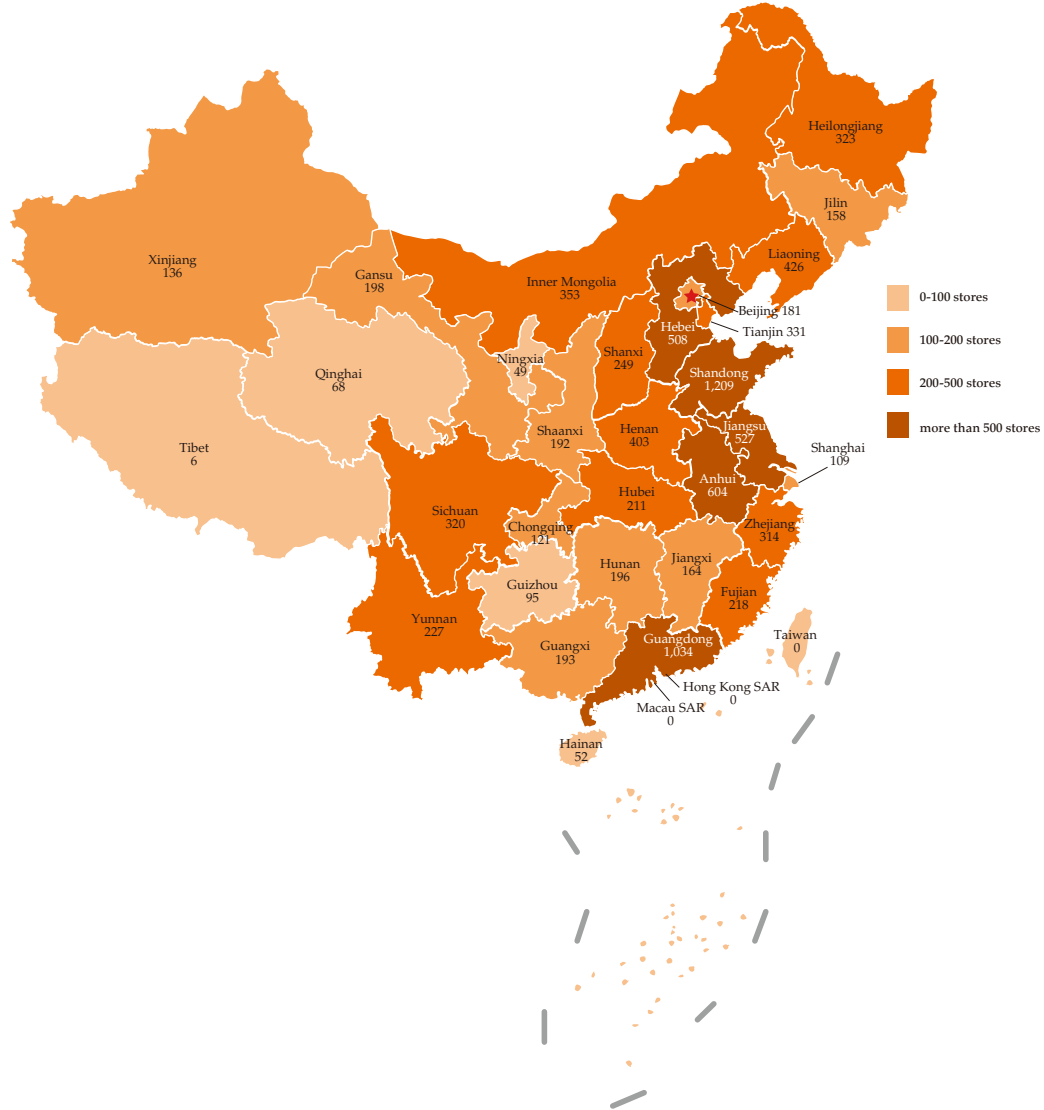 Heilongjiang
323
Jilin
158
Liaoning
426
Xinjiang
136
Gansu
198
Inner Mongolia
353
0-100 stores
Beijing 181
Tianjin 331
Hebei
508
100-200 stores
Shanxi
249
Ningxia
49
Qinghai
68
Shandong
1,209
200-500 stores
Shaanxi
192
Henan
403
Jiangsu
527
more than 500 stores
Tibet
6
Shanghai
109
Anhui
604
Hubei
211
Sichuan
320
Chongqing
121
Zhejiang
314
Hunan
196
Jiangxi
164
Guizhou
95
Fujian
218
Yunnan
227
Guangxi
193
Guangdong
1,034
Taiwan
0
Hong Kong SAR
0
Macau SAR
0
Hainan
52